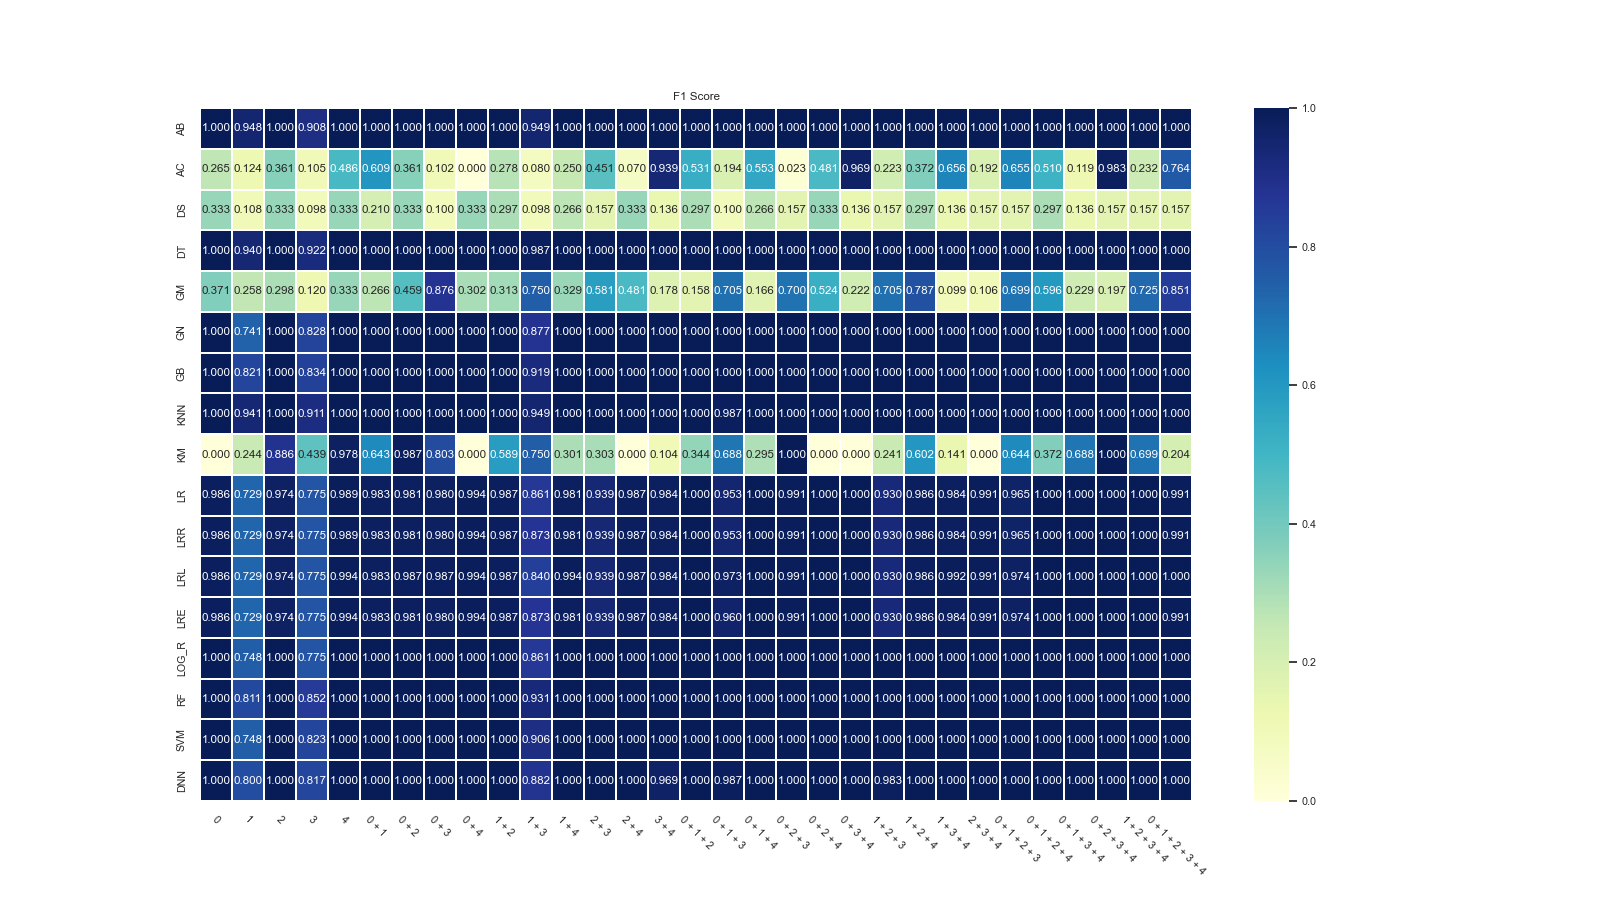 F1 Score
AB 1.000 0.948 1.000 0.908 1.000 1.000 1.000 1.000 1.000 1.000 0.949 1.000 1.000 1.000 1.000 1.000 1.000 1.000 1.000 1.000 1.000 1.000 1.000 1.000 1.000 1.000 1.000 1.000 1.000 1.000 1.000
AC 0.265 0.124 0.361 0.105 0.486 0.609 0.361 0.102 0.000 0.278 0.080 0.250 0.451 0.070 0.939 0.531 0.194 0.553 0.023 0.481 0.969 0.223 0.372 0.656 0.192 0.655 0.510 0.119 0.983 0.232 0.764
DS 0.333 0.108 0.333 0.098 0.333 0.210 0.333 0.100 0.333 0.297 0.098 0.266 0.157 0.333 0.136 0.297 0.100 0.266 0.157 0.333 0.136 0.157 0.297 0.136 0.157 0.157 0.297 0.136 0.157 0.157 0.157
DT 1.000 0.940 1.000 0.922 1.000 1.000 1.000 1.000 1.000 1.000 0.987 1.000 1.000 1.000 1.000 1.000 1.000 1.000 1.000 1.000 1.000 1.000 1.000 1.000 1.000 1.000 1.000 1.000 1.000 1.000 1.000
GM 0.371 0.258 0.298 0.120 0.333 0.266 0.459 0.876 0.302 0.313 0.750 0.329 0.581 0.481 0.178 0.158 0.705 0.166 0.700 0.524 0.222 0.705 0.787 0.099 0.106 0.699 0.596 0.229 0.197 0.725 0.851
GN 1.000 0.741 1.000 0.828 1.000 1.000 1.000 1.000 1.000 1.000 0.877 1.000 1.000 1.000 1.000 1.000 1.000 1.000 1.000 1.000 1.000 1.000 1.000 1.000 1.000 1.000 1.000 1.000 1.000 1.000 1.000
GB 1.000 0.821 1.000 0.834 1.000 1.000 1.000 1.000 1.000 1.000 0.919 1.000 1.000 1.000 1.000 1.000 1.000 1.000 1.000 1.000 1.000 1.000 1.000 1.000 1.000 1.000 1.000 1.000 1.000 1.000 1.000
KNN 1.000 0.941 1.000 0.911 1.000 1.000 1.000 1.000 1.000 1.000 0.949 1.000 1.000 1.000 1.000 1.000 0.987 1.000 1.000 1.000 1.000 1.000 1.000 1.000 1.000 1.000 1.000 1.000 1.000 1.000 1.000
KM 0.000 0.244 0.886 0.439 0.978 0.643 0.987 0.803 0.000 0.589 0.750 0.301 0.303 0.000 0.104 0.344 0.688 0.295 1.000 0.000 0.000 0.241 0.602 0.141 0.000 0.644 0.372 0.688 1.000 0.699 0.204
LR 0.986 0.729 0.974 0.775 0.989 0.983 0.981 0.980 0.994 0.987 0.861 0.981 0.939 0.987 0.984 1.000 0.953 1.000 0.991 1.000 1.000 0.930 0.986 0.984 0.991 0.965 1.000 1.000 1.000 1.000 0.991
LRR 0.986 0.729 0.974 0.775 0.989 0.983 0.981 0.980 0.994 0.987 0.873 0.981 0.939 0.987 0.984 1.000 0.953 1.000 0.991 1.000 1.000 0.930 0.986 0.984 0.991 0.965 1.000 1.000 1.000 1.000 0.991
LRL 0.986 0.729 0.974 0.775 0.994 0.983 0.987 0.987 0.994 0.987 0.840 0.994 0.939 0.987 0.984 1.000 0.973 1.000 0.991 1.000 1.000 0.930 0.986 0.992 0.991 0.974 1.000 1.000 1.000 1.000 1.000
LRE 0.986 0.729 0.974 0.775 0.994 0.983 0.981 0.980 0.994 0.987 0.873 0.981 0.939 0.987 0.984 1.000 0.960 1.000 0.991 1.000 1.000 0.930 0.986 0.984 0.991 0.974 1.000 1.000 1.000 1.000 0.991
LOG_R 1.000 0.748 1.000 0.775 1.000 1.000 1.000 1.000 1.000 1.000 0.861 1.000 1.000 1.000 1.000 1.000 1.000 1.000 1.000 1.000 1.000 1.000 1.000 1.000 1.000 1.000 1.000 1.000 1.000 1.000 1.000
RF 1.000 0.811 1.000 0.852 1.000 1.000 1.000 1.000 1.000 1.000 0.931 1.000 1.000 1.000 1.000 1.000 1.000 1.000 1.000 1.000 1.000 1.000 1.000 1.000 1.000 1.000 1.000 1.000 1.000 1.000 1.000
SVM 1.000 0.748 1.000 0.823 1.000 1.000 1.000 1.000 1.000 1.000 0.906 1.000 1.000 1.000 1.000 1.000 1.000 1.000 1.000 1.000 1.000 1.000 1.000 1.000 1.000 1.000 1.000 1.000 1.000 1.000 1.000
DNN 1.000 0.800 1.000 0.817 1.000 1.000 1.000 1.000 1.000 1.000 0.882 1.000 1.000 1.000 0.969 1.000 0.987 1.000 1.000 1.000 1.000 0.983 1.000 1.000 1.000 1.000 1.000 1.000 1.000 1.000 1.000
0
1
2
3
4
0 + 1
0 + 2
0 + 3
0 + 4
1 + 2
1 + 3
1 + 4
2 + 3
2 + 4
3 + 4
0 + 1 + 2
0 + 1 + 3
0 + 1 + 4
0 + 2 + 3
0 + 2 + 4
0 + 3 + 4
1 + 2 + 3
1 + 2 + 4
1 + 3 + 4
2 + 3 + 4
0 + 1 + 2 + 3
0 + 1 + 2 + 4
0 + 1 + 3 + 4
0 + 2 + 3 + 4
1 + 2 + 3 + 4
0 + 1 + 2 + 3 + 4
1.0
0.8
0.6
0.4
0.2
0.0